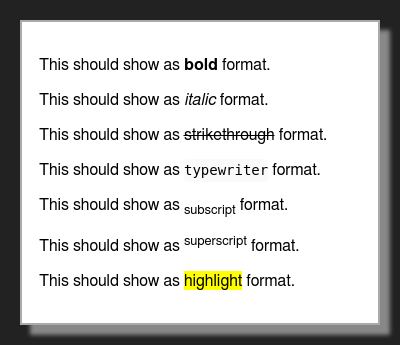 This should show as bold format.
This should show as italic format.
This should show as strikethrough format.
This should show as typewriter format.
This should show as subscript format.
This should show as superscript format.
This should show as highlight format.